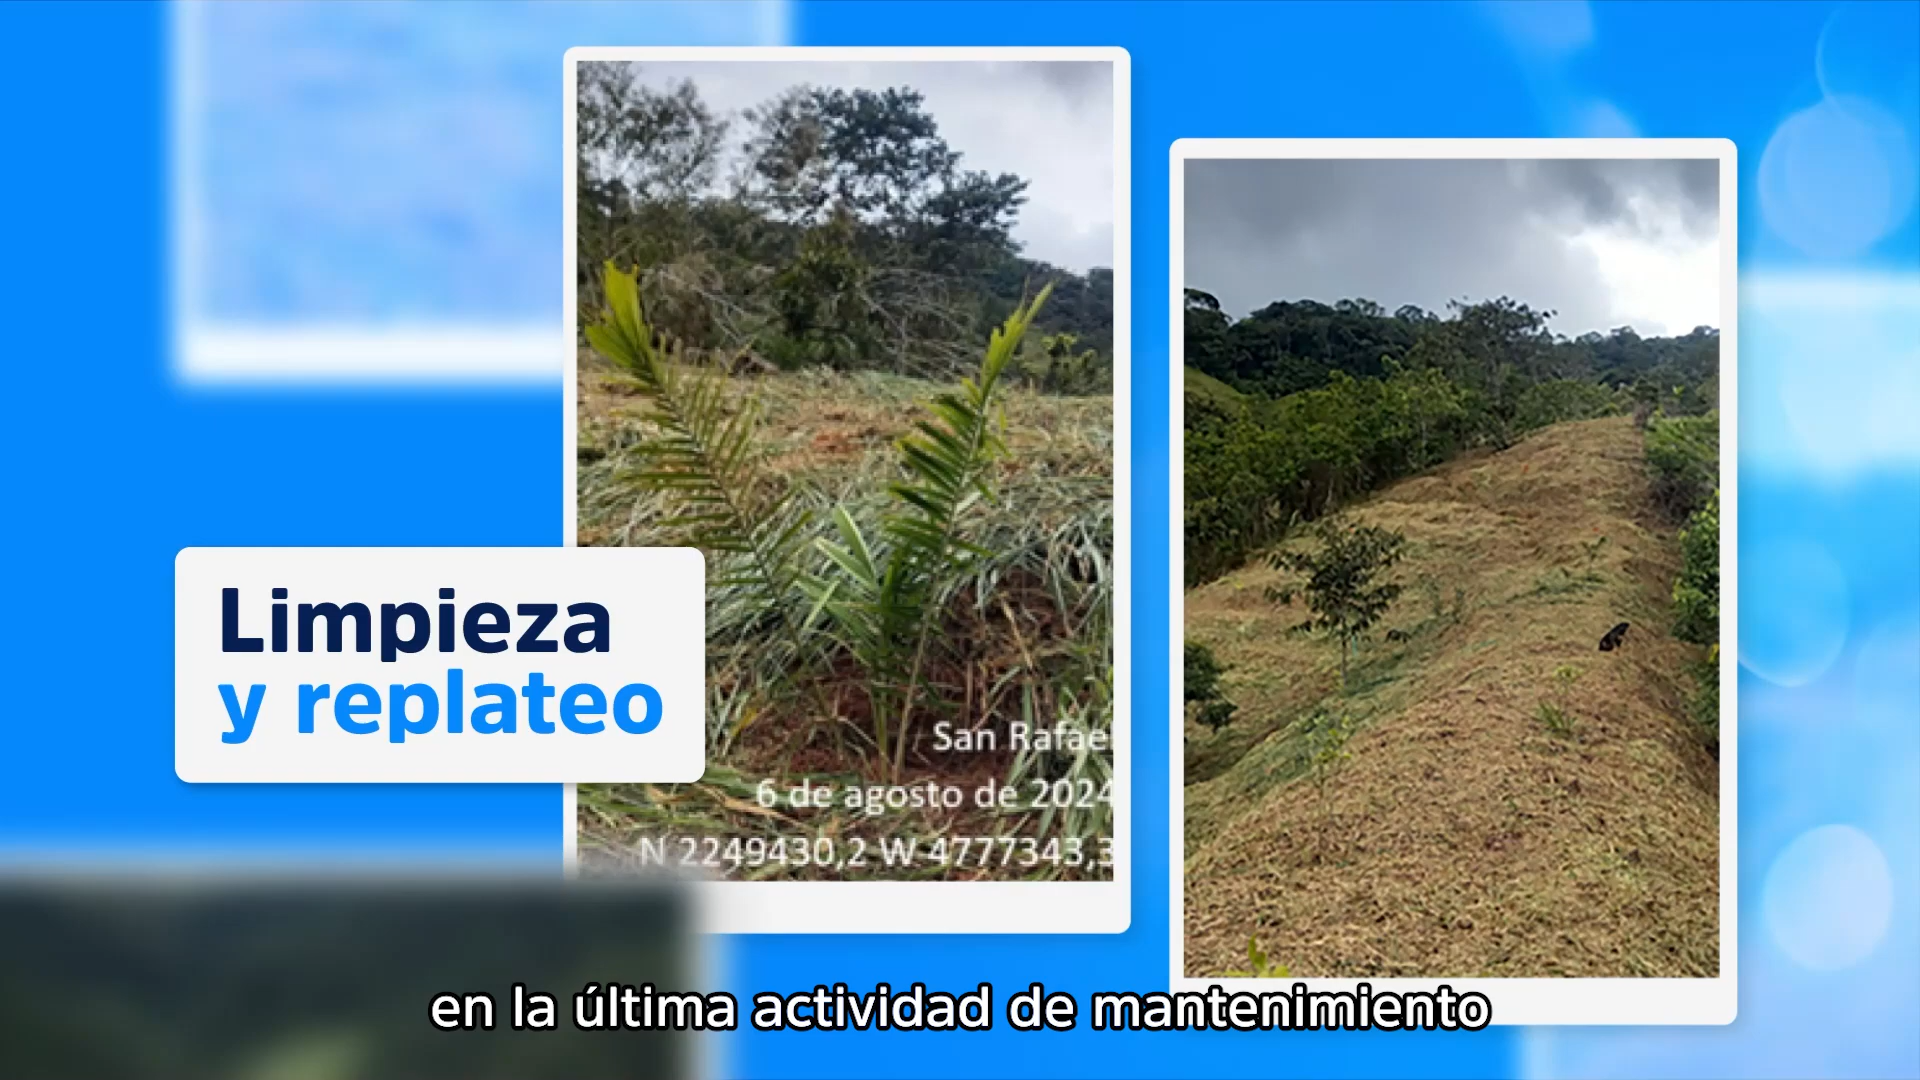 Limpieza
y replateo
San Rafael
6 de agosto de 2024
N 2249430,2 W 4777343,3
en la última actividad de mantenimiento